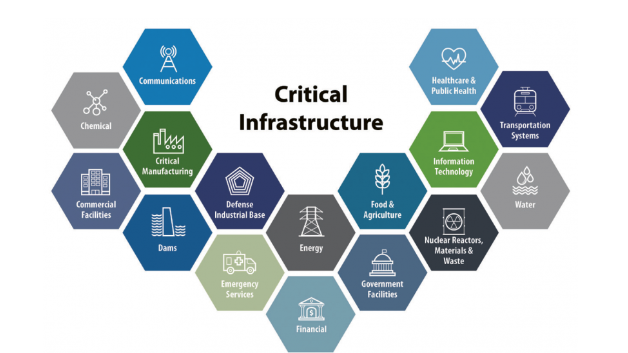 Critical
Infrastructure
Communications
Healthcare &
Public Health
Chemical
Transportation
Systems
Critical
Manufacturing
Information
Technology
Commercial
Facilities
Defense
Industrial Base
Food &
Agriculture
Water
Dams
Energy
Nuclear Reactors,
Materials &
Waste
Emergency
Services
Government
Facilities
Financial
$